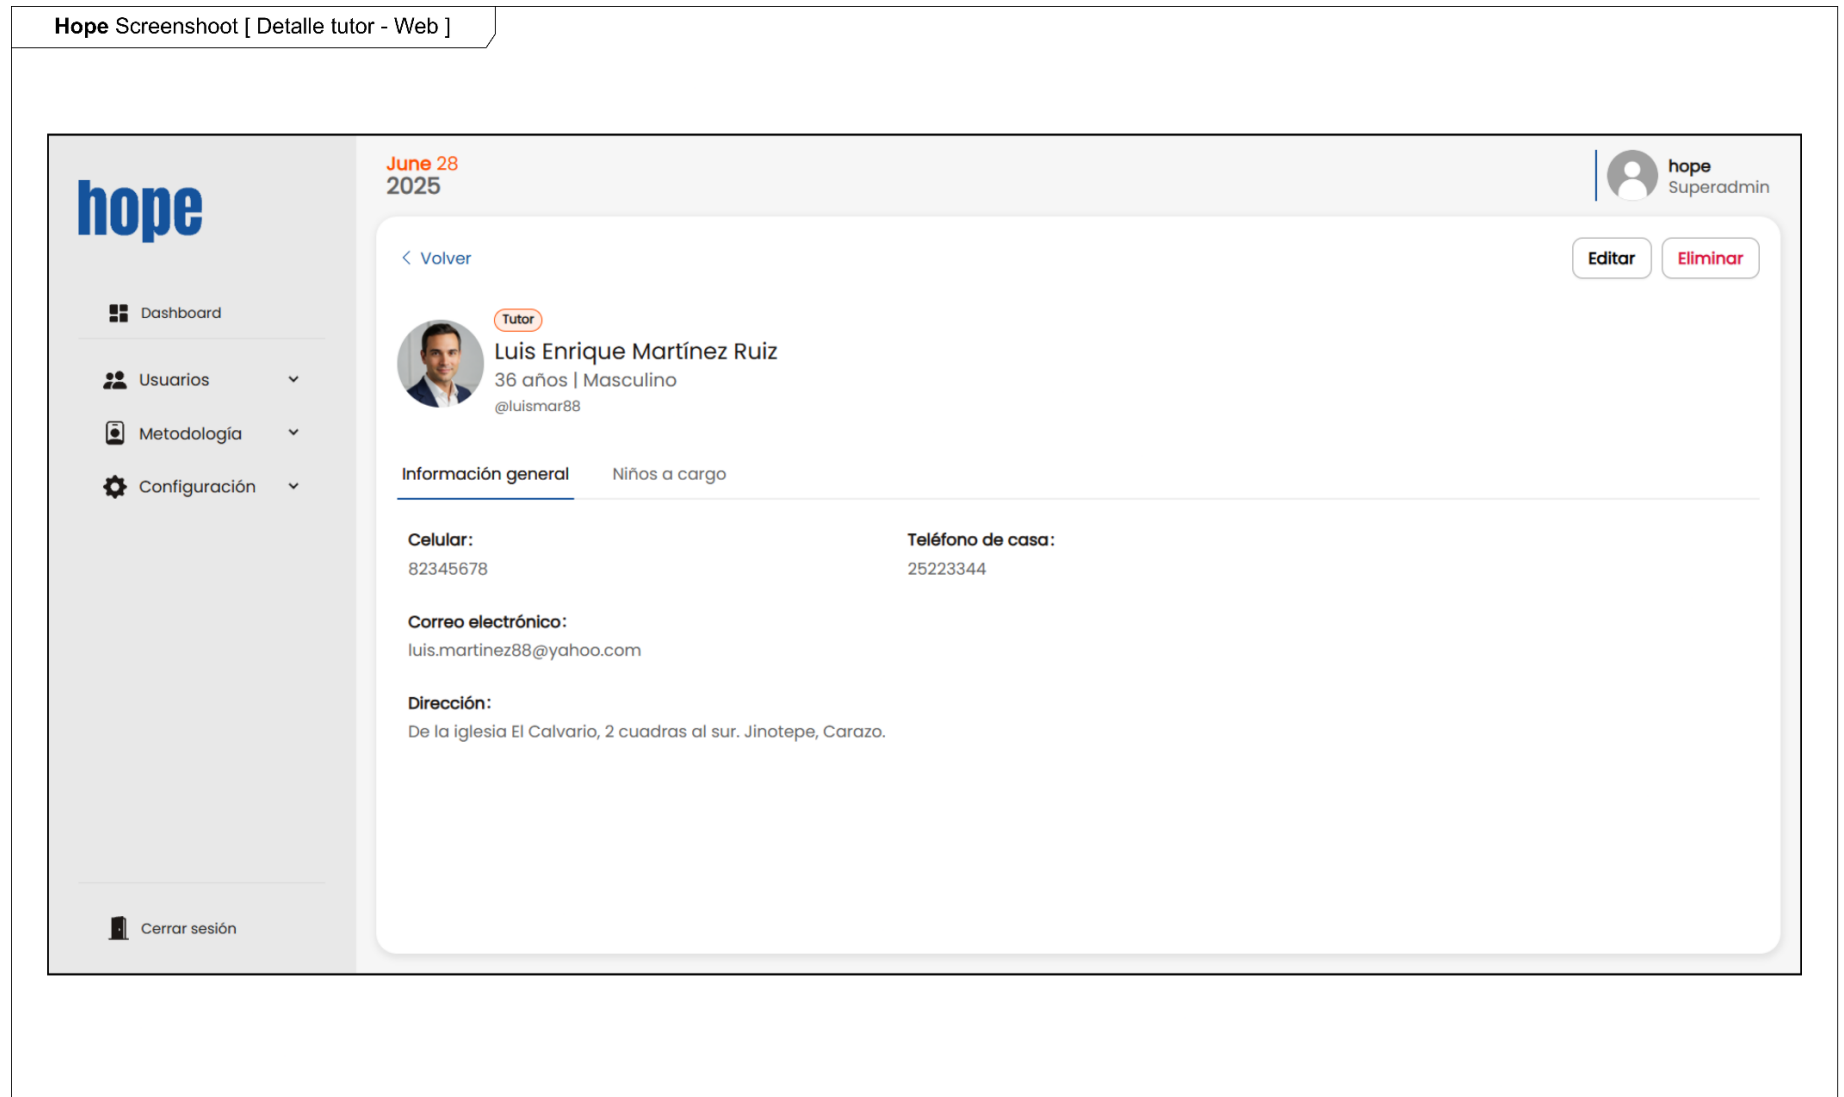 Hope Screenshoot [ Detalle tutor - Web ]
hope
June 28
2025
hope
Superadmin
Dashboard
Usuarios
Metodología
Configuración
Cerrar sesión
Volver
Editar
Eliminar
Tutor
Luis Enrique Martínez Ruiz
36 años | Masculino
@luismar88
Información general
Niños a cargo
Celular:
82345678
Teléfono de casa:
25223344
Correo electrónico:
luis.martinez88@yahoo.com
Dirección:
De la iglesia El Calvario, 2 cuadras al sur. Jinotepe, Carazo.